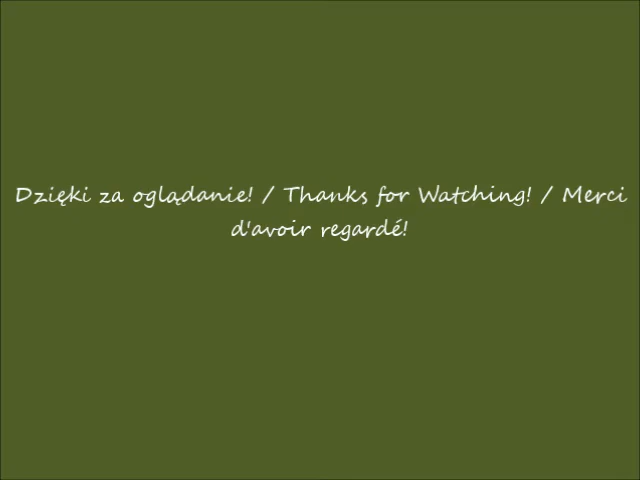 Dzięki za oglądanie! / Thanks for Watching! / Merci
d'avoir regardé!